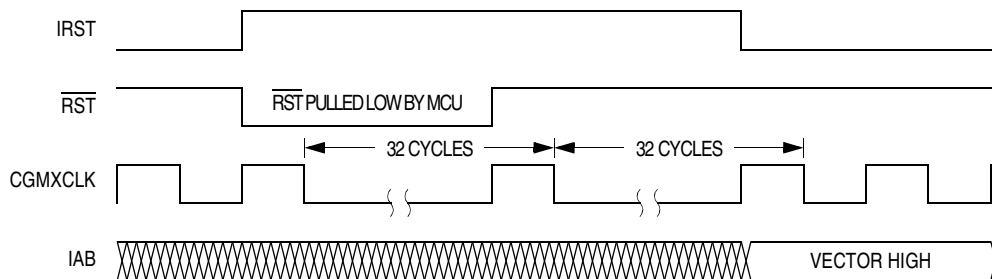 IRST
RST
RST PULLED LOW BY MCU
32 CYCLES
32 CYCLES
CGMXCLK
IAB
VECTOR HIGH